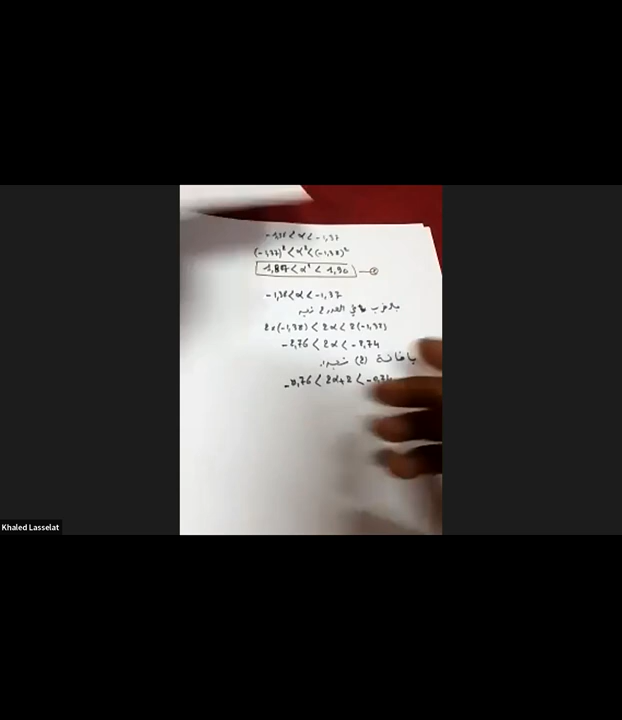 -1,38 < α < -1,37
(-1,37)² < α² < (-1,38)²
1,87 < α² < 1,90 —②
-1,38 < α < -1,37
بالضرب في العدد 2 نجد
2×(-1,38) < 2α < 2(-1,37)
-2,76 < 2α < -2,74
باضافة (2) نجد:
-0,76 < 2α+2 < -0,74
Khaled Lasselat